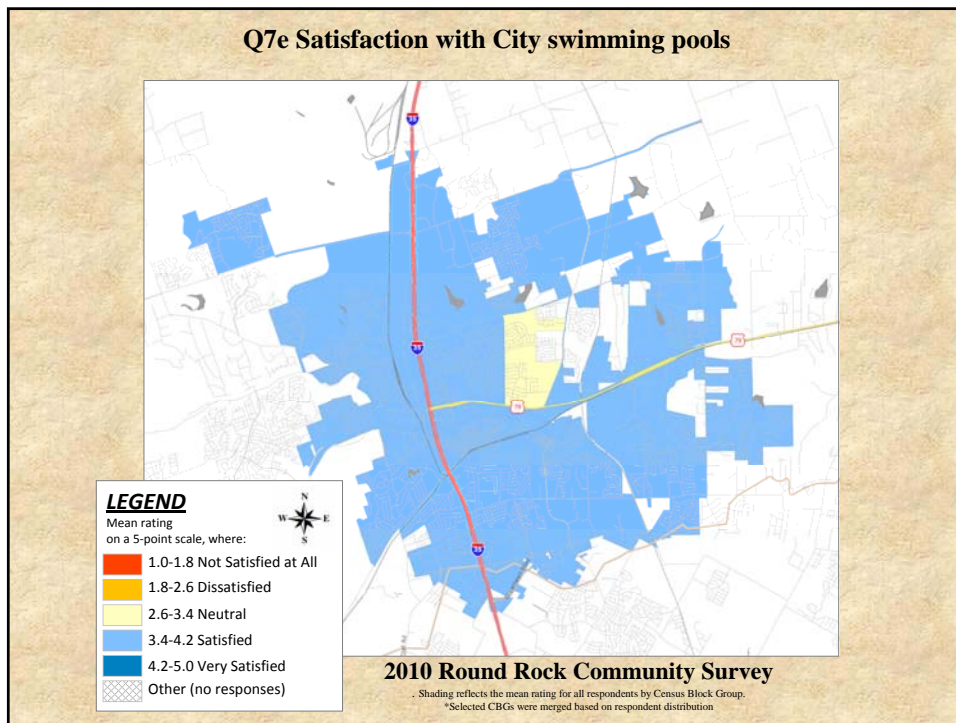 Q7e Satisfaction with City swimming pools
35
35
79
79
35
LEGEND
Mean rating
on a 5-point scale, where:
N
W E
S
1.0-1.8 Not Satisfied at All
1.8-2.6 Dissatisfied
2.6-3.4 Neutral
3.4-4.2 Satisfied
4.2-5.0 Very Satisfied
Other (no responses)
2010 Round Rock Community Survey
. Shading reflects the mean rating for all respondents by Census Block Group.
*Selected CBGs were merged based on respondent distribution